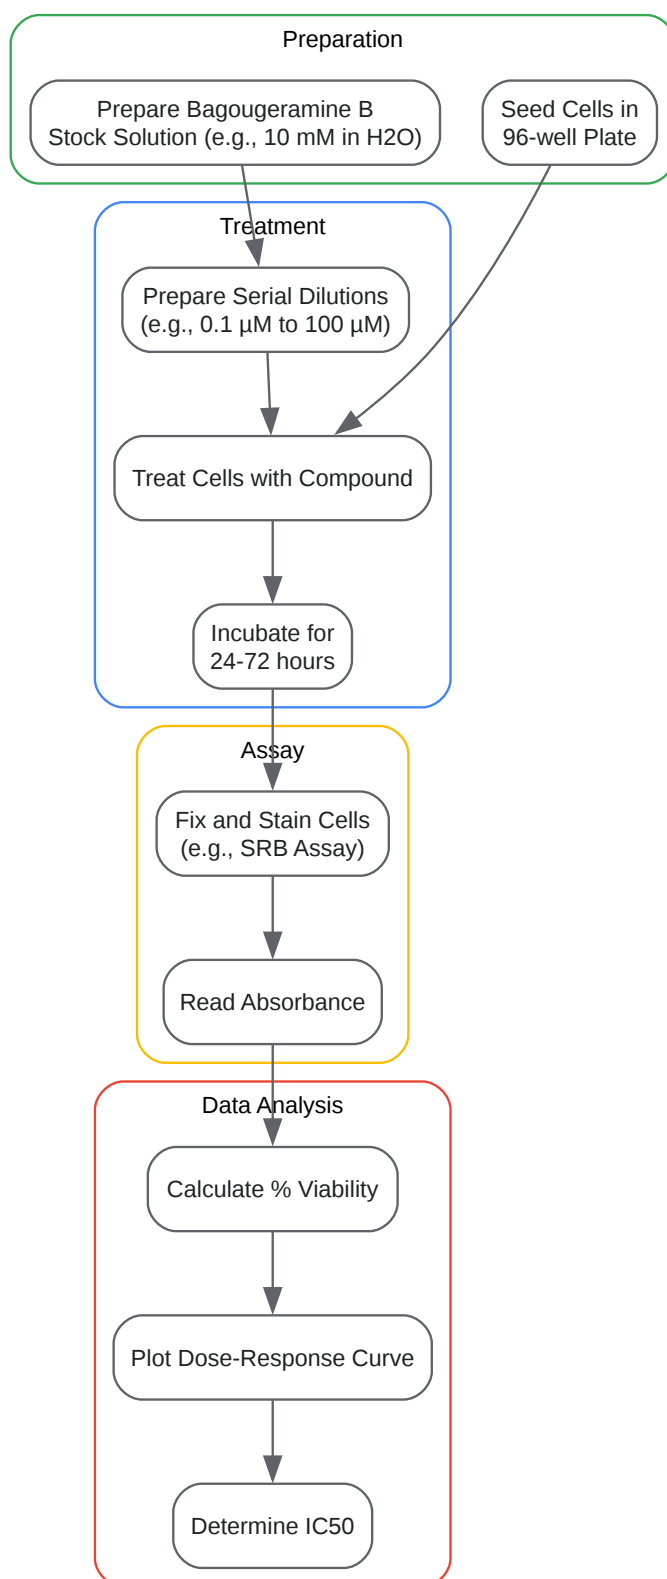 Preparation
Prepare Bagougeramine B
Stock Solution (e.g., 10 mM in H2O)
Seed Cells in
96-well Plate
Treatment
Prepare Serial Dilutions
(e.g., 0.1 µM to 100 µM)
Treat Cells with Compound
Incubate for
24-72 hours
Assay
Fix and Stain Cells
(e.g., SRB Assay)
Read Absorbance
Data Analysis
Calculate % Viability
Plot Dose-Response Curve
Determine IC50